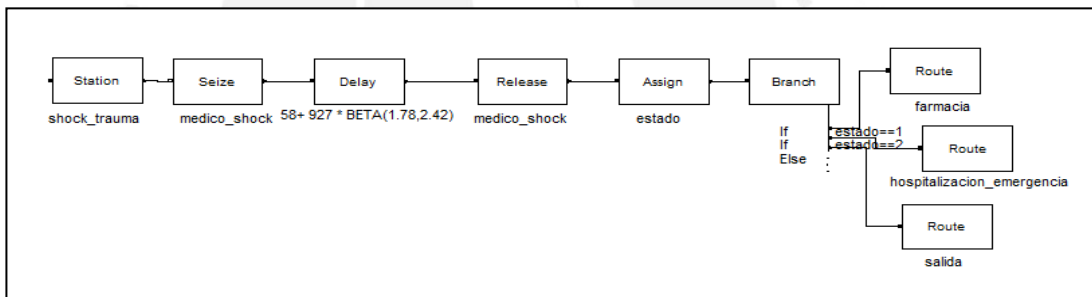 Station
shock_trauma
Seize
medico_shock
Delay
58+ 927 * BETA(1.78,2.42)
Release
medico_shock
Assign
estado
Branch
If estado==1
If estado==2
Else
Route
farmacia
Route
hospitalizacion_emergencia
Route
salida